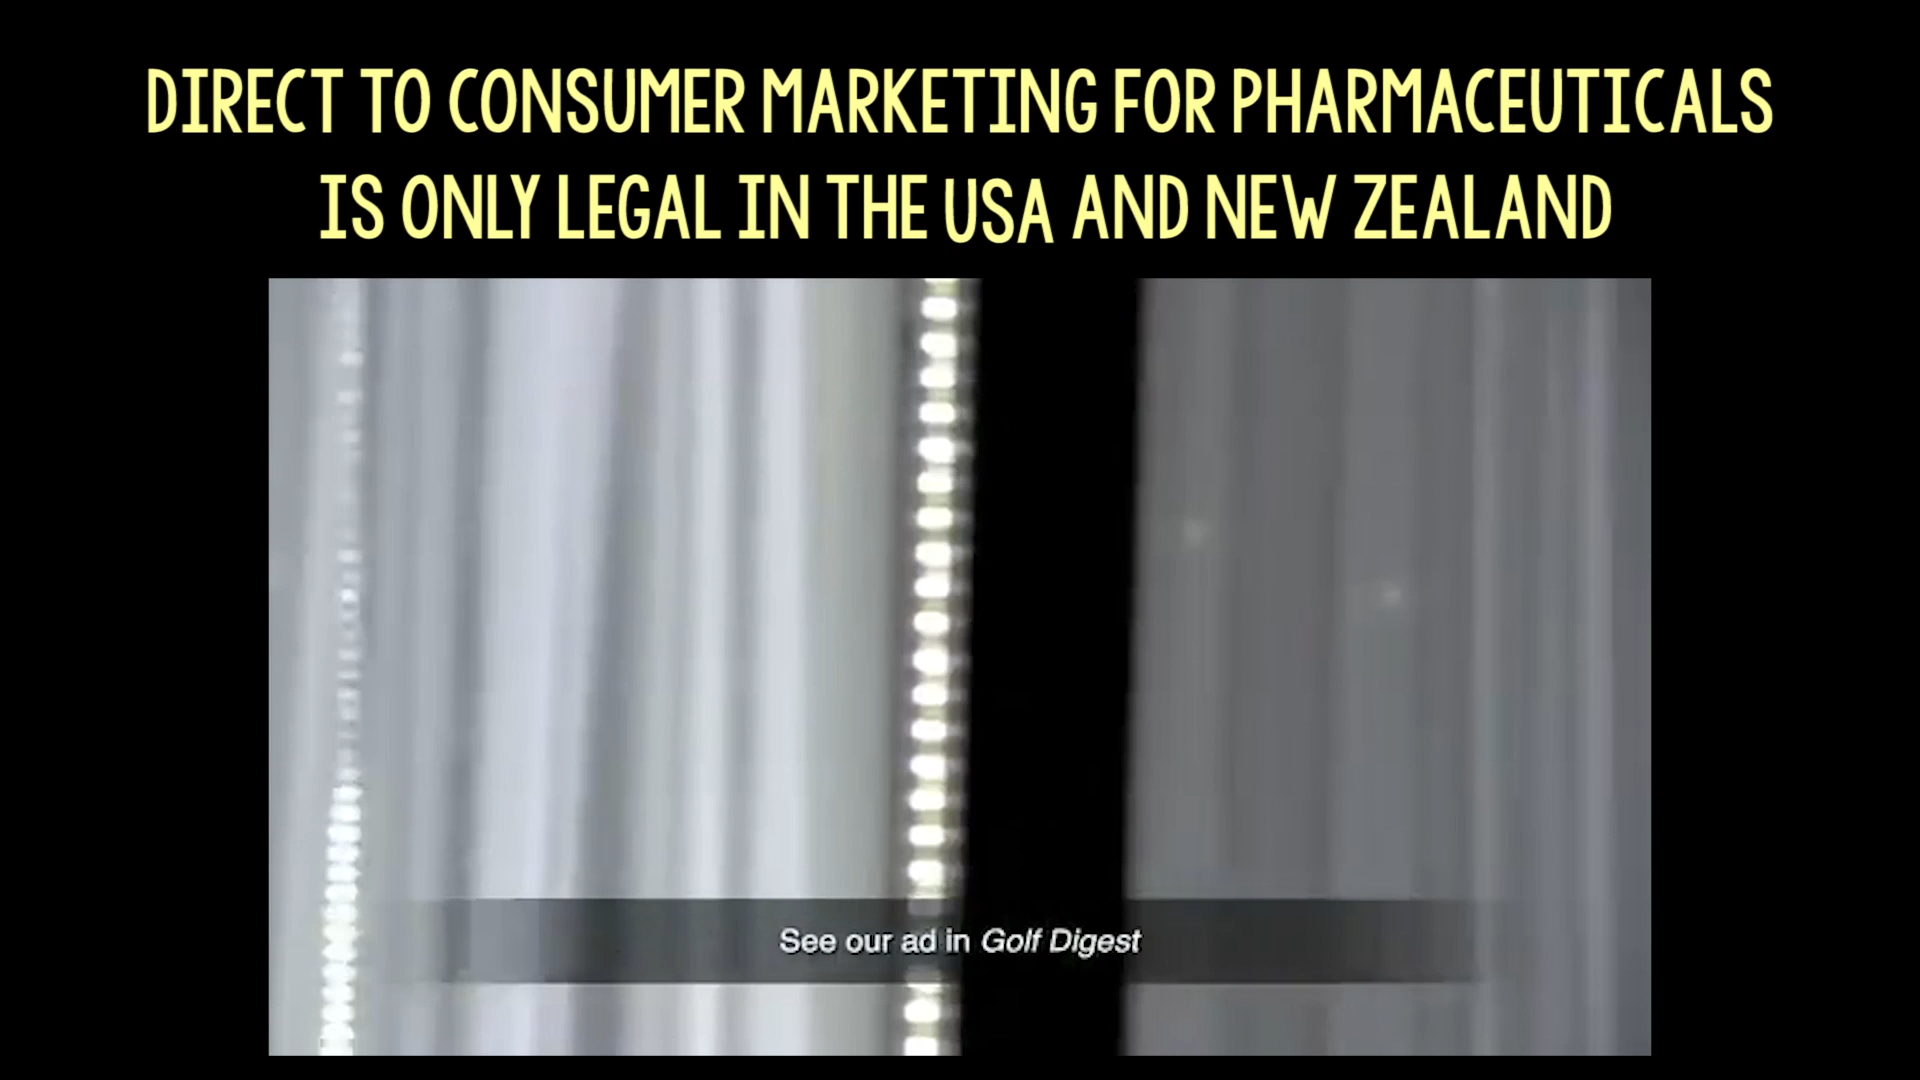 DIRECT TO CONSUMER MARKETING FOR PHARMACEUTICALS
IS ONLY LEGAL IN THE USA AND NEW ZEALAND
See our ad in Golf Digest